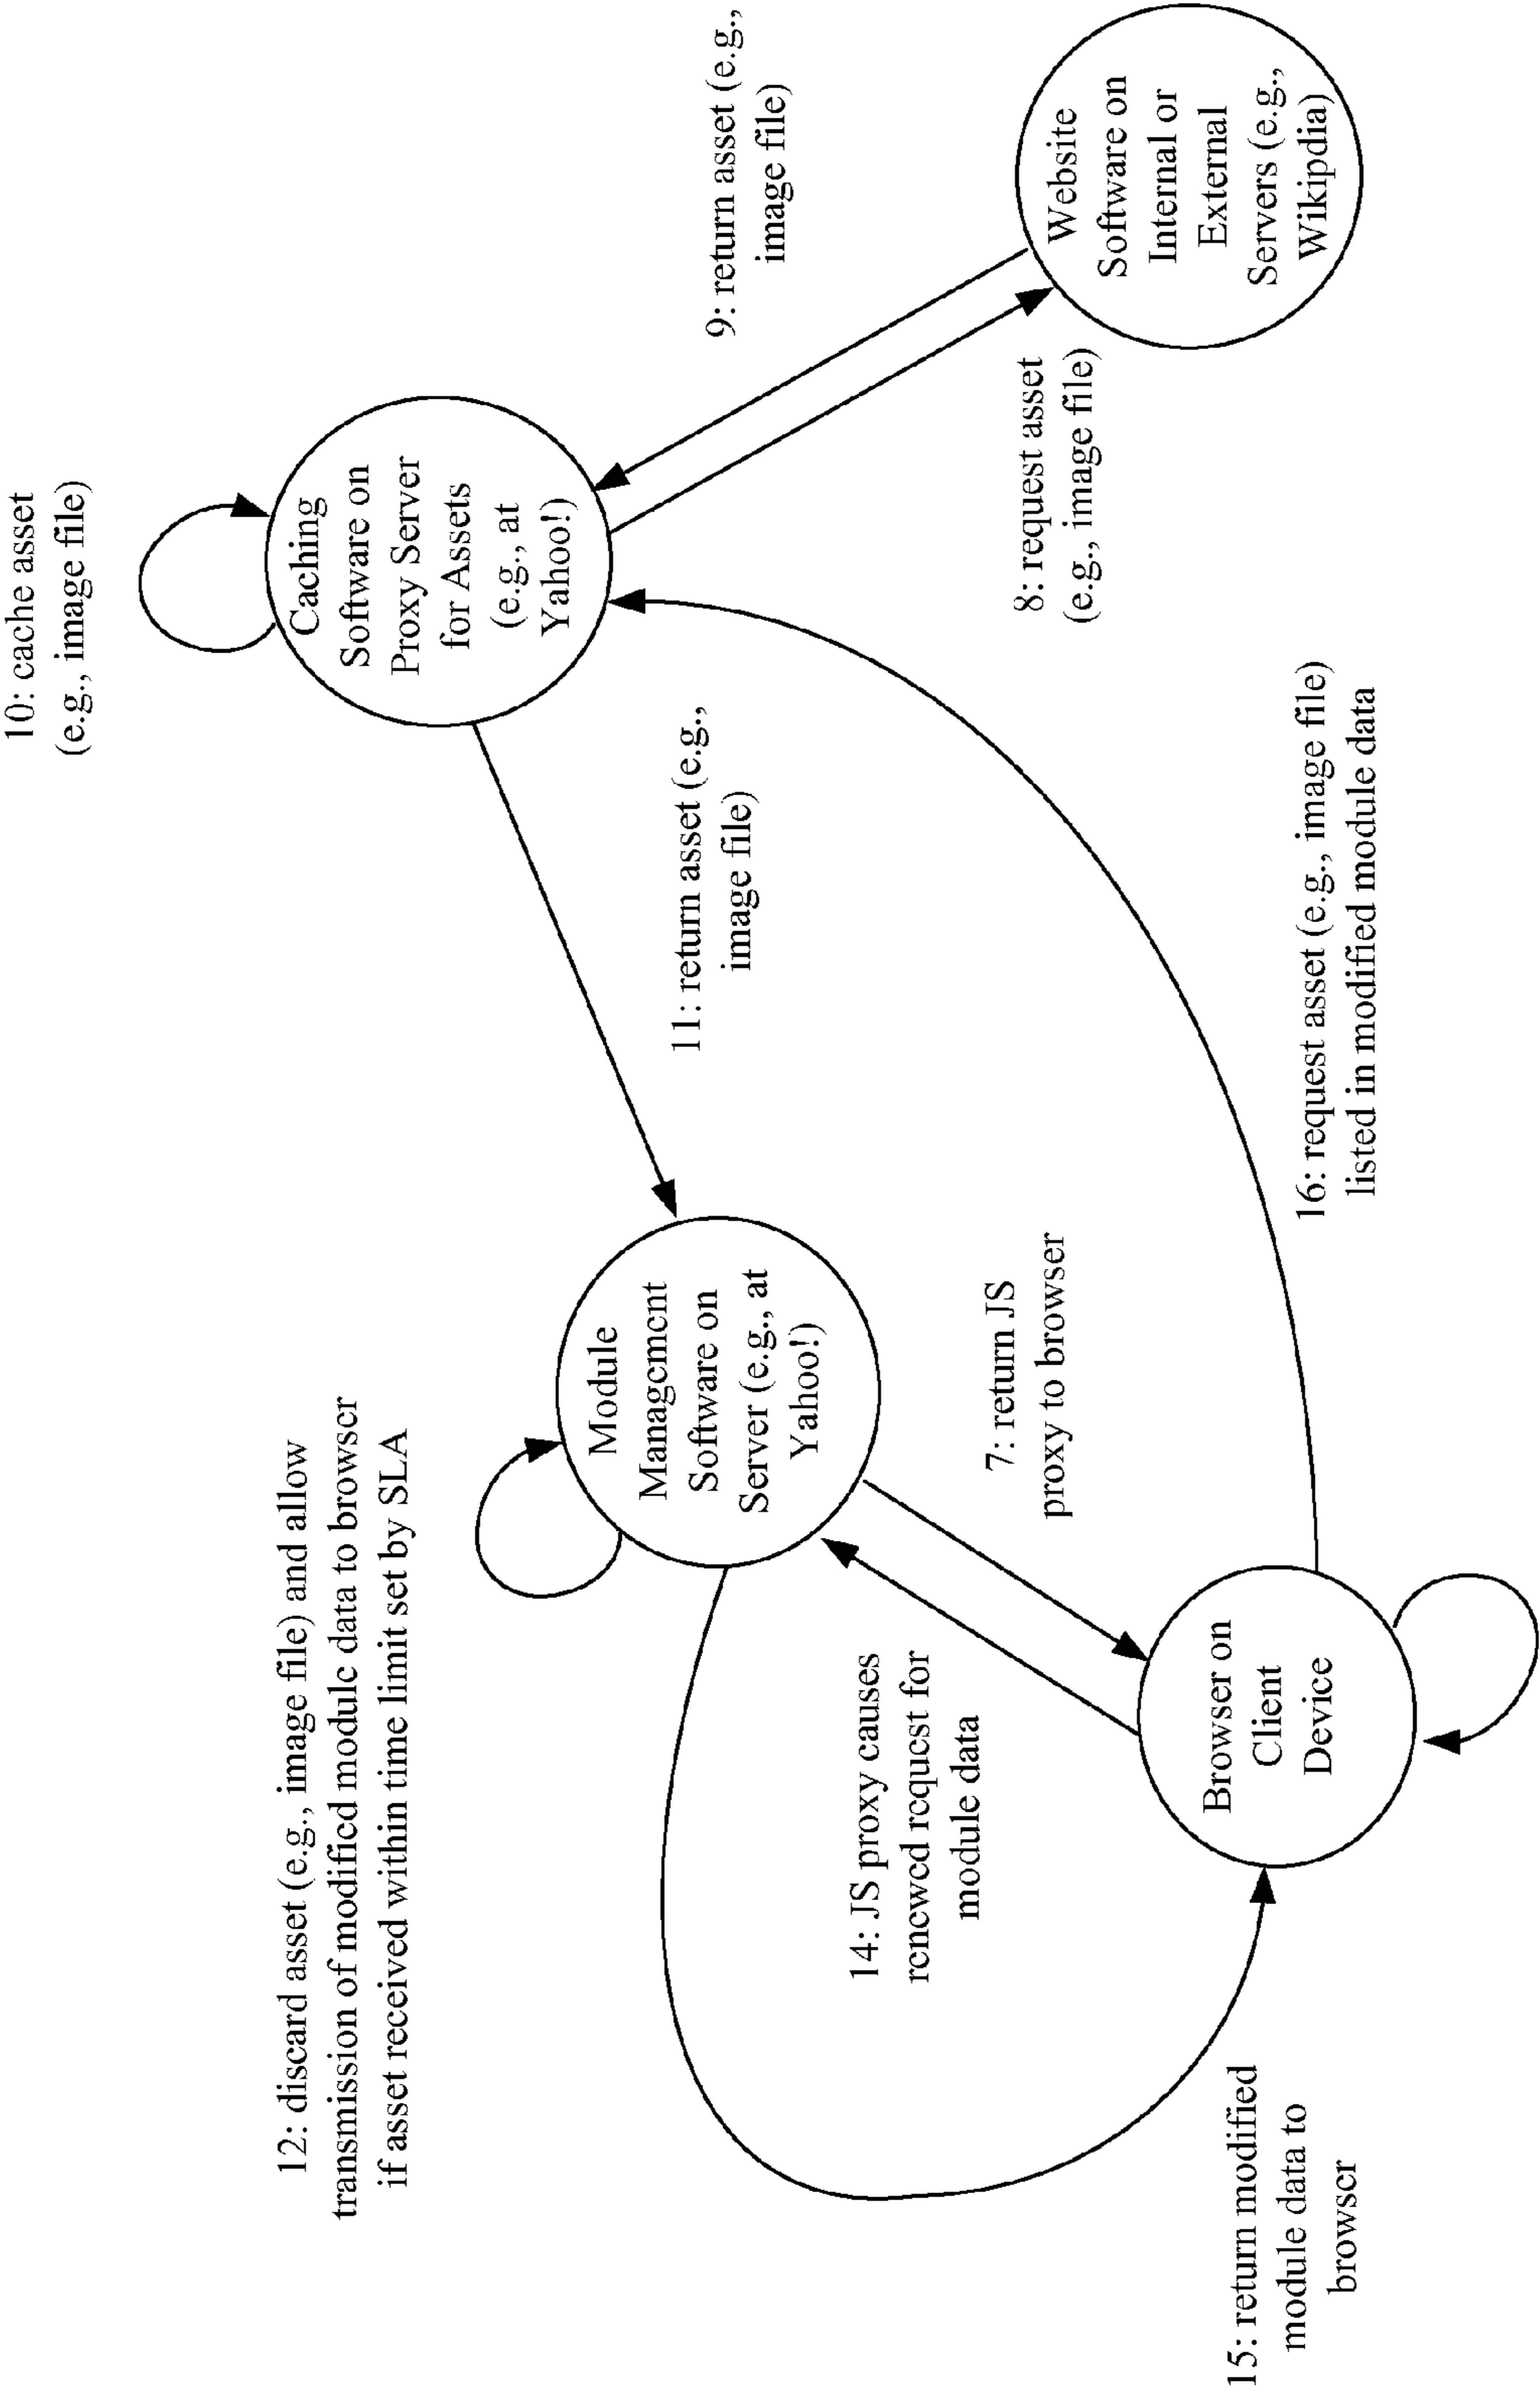 10: cache asset
(e.g., image file)
Caching
Software on
Proxy Server
for Assets
(e.g., at
Yahoo!)
9: return asset (e.g.,
image file)
Website
Software on
Internal or
External
Servers (e.g.,
Wikipdia)
8: request asset
(e.g., image file)
11: return asset (e.g.,
image file)
12: discard asset (e.g., image file) and allow
transmission of modified module data to browser
if asset received within time limit set by SLA
Module
Management
Software on
Server (e.g., at
Yahoo!)
7: return JS
proxy to browser
16: request asset (e.g., image file)
listed in modified module data
14: JS proxy causes
renewed request for
module data
Browser on
Client
Device
15: return modified
module data to
browser